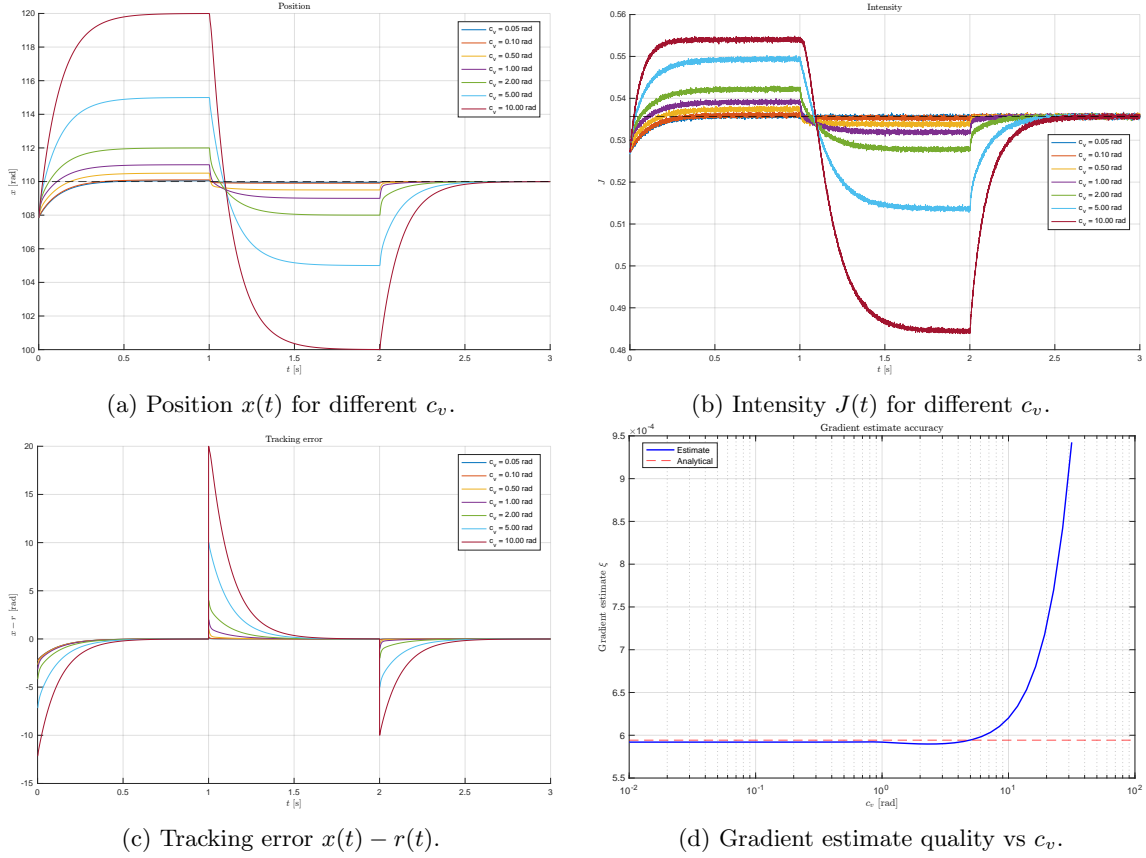 Position
120
118
116
114
112
110
108
106
104
102
100
x [rad]
0 0.5 1 1.5 2 2.5 3
t [s]
c_v = 0.05 rad
c_v = 0.10 rad
c_v = 0.50 rad
c_v = 1.00 rad
c_v = 2.00 rad
c_v = 5.00 rad
c_v = 10.00 rad
(a) Position x(t) for different c_v.
Intensity
0.56
0.55
0.54
0.53
0.52
0.51
0.5
0.49
0.48
J
0 0.5 1 1.5 2 2.5 3
t [s]
c_v = 0.05 rad
c_v = 0.10 rad
c_v = 0.50 rad
c_v = 1.00 rad
c_v = 2.00 rad
c_v = 5.00 rad
c_v = 10.00 rad
(b) Intensity J(t) for different c_v.
Tracking error
20
15
10
5
0
-5
-10
-15
x − r [rad]
0 0.5 1 1.5 2 2.5 3
t [s]
c_v = 0.05 rad
c_v = 0.10 rad
c_v = 0.50 rad
c_v = 1.00 rad
c_v = 2.00 rad
c_v = 5.00 rad
c_v = 10.00 rad
(c) Tracking error x(t) − r(t).
Gradient estimate accuracy
×10^-4
9.5
9
8.5
8
7.5
7
6.5
6
5.5
Gradient estimate ξ
10^-2 10^-1 10^0 10^1 10^2
c_v [rad]
Estimate
Analytical
(d) Gradient estimate quality vs c_v.